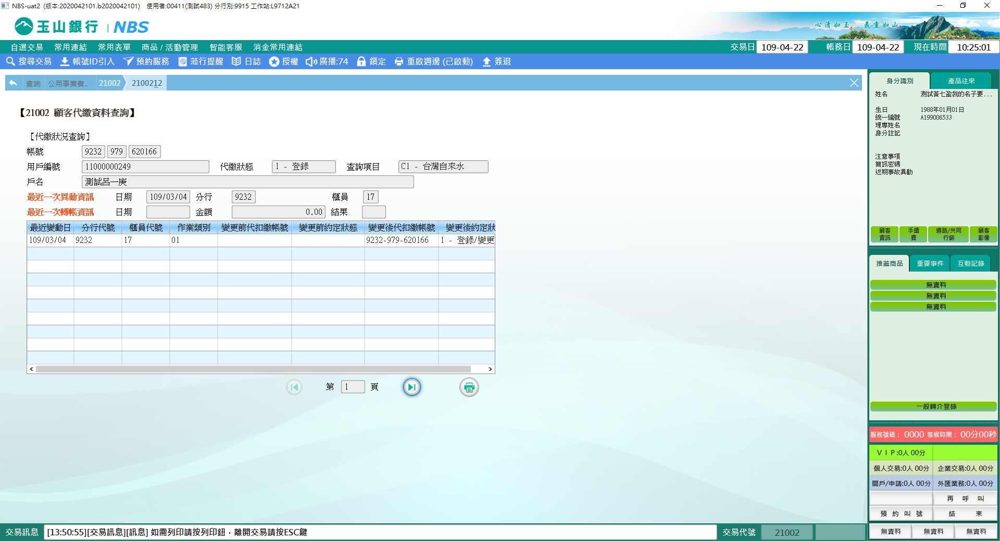 NBS-uat2 (版本:2020042101.b2020042101) 使用者:00411(測試483) 分行別:9915 工作站:L9712A21
玉山銀行 | NBS
心清如玉。 義重如山。
自選交易 常用連結 常用表單 商品 / 活動管理 智能客服 消金常用連結 交易日 109-04-22 帳務日 109-04-22 現在時間 10:25:01
搜尋交易 帳號ID引入 預約服務 蒞行提醒 日誌 授權 廣播:74 鎖定 重啟週邊 (已啟動) 簽退
查詢 公用事業費.. 21002 2100212
【21002 顧客代繳資料查詢】
【代繳狀況查詢】
帳號 9232 979 620166
用戶編號 11000000249 代繳狀態 1 - 登錄 查詢項目 C1 - 台灣自來水
戶名 測試呂一庚
最近一次異動資訊 日期 109/03/04 分行 9232 櫃員 17
最近一次轉帳資訊 日期 金額 0.00 結果
最近變動日 分行代號 櫃員代號 作業類別 變更前代扣繳帳號 變更前約定狀態 變更後代扣繳帳號 變更後約定狀
109/03/04 9232 17 01 9232-979-620166 1 - 登錄/變更
第 1 頁
身分識別 產品往來
姓名 測試黃七盈我的名子要...
生日 1988年01月01日
統一編號 A199006533
理專姓名
身分註記
注意事項
簡訊密碼
近期事故異動
顧客資訊 手續費 通路/共同行銷 顧客影像
推薦商品 重要事件 互動記錄
無資料
無資料
無資料
一般轉介登錄
服務號碼: 0000 等候時間: 00分00秒
VIP:0人 00分
個人交易:0人 00分 企業交易:0人 00分
開戶/申請:0人 00分 外匯業務:0人 00分
再 呼 叫
預 約 叫 號 結 束
無資料 無資料 無資料
交易訊息 [13:50:55][交易訊息][訊息] 如需列印請按列印鈕，離開交易請按ESC鍵 交易代號 21002